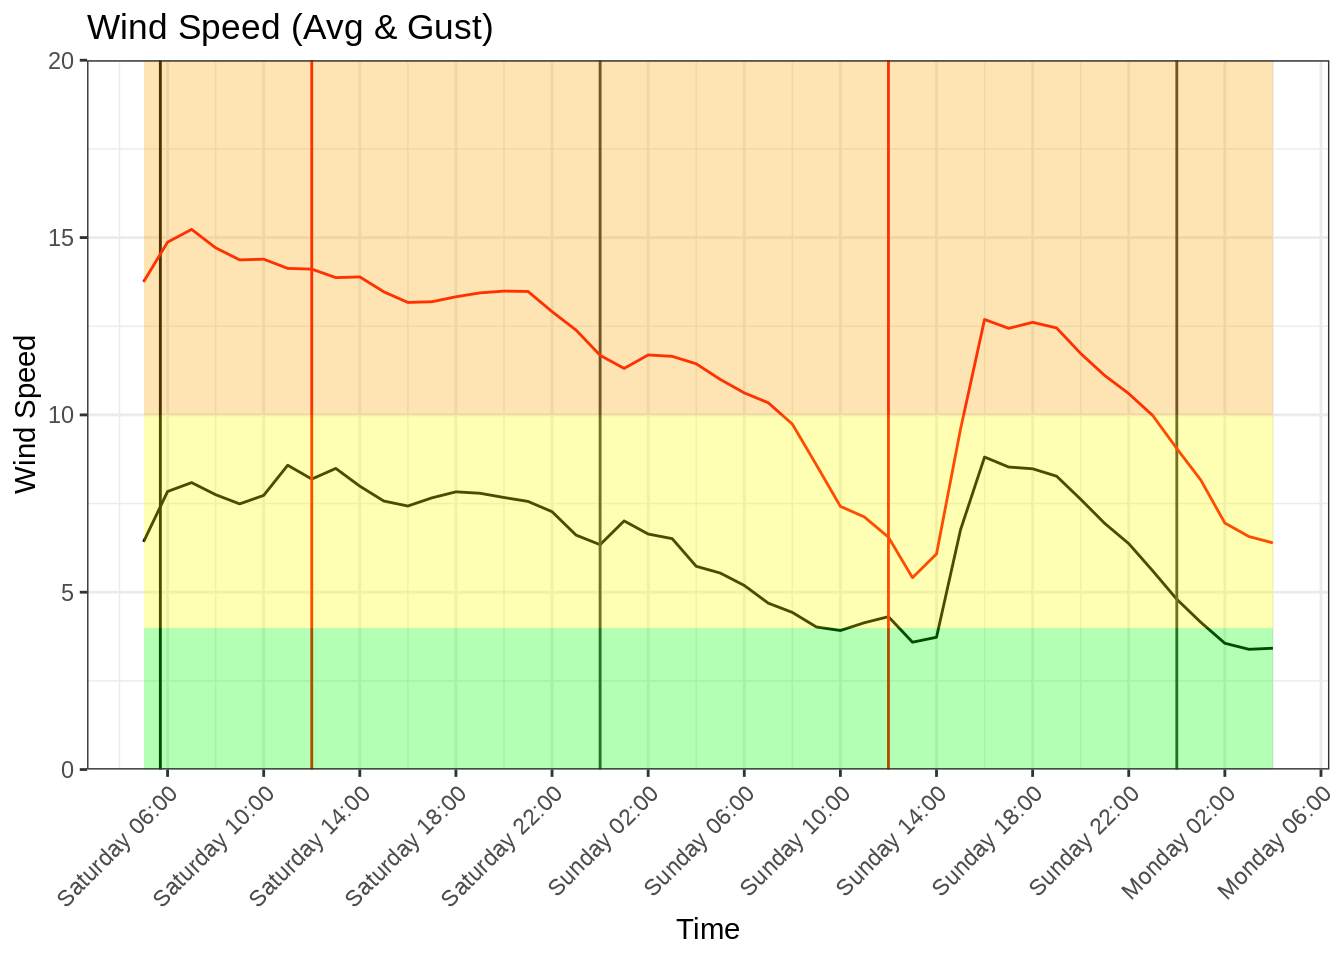 Wind Speed (Avg & Gust)
20
15
10
5
0
Wind Speed
Saturday 06:00
Saturday 10:00
Saturday 14:00
Saturday 18:00
Saturday 22:00
Sunday 02:00
Sunday 06:00
Sunday 10:00
Sunday 14:00
Sunday 18:00
Sunday 22:00
Monday 02:00
Monday 06:00
Time